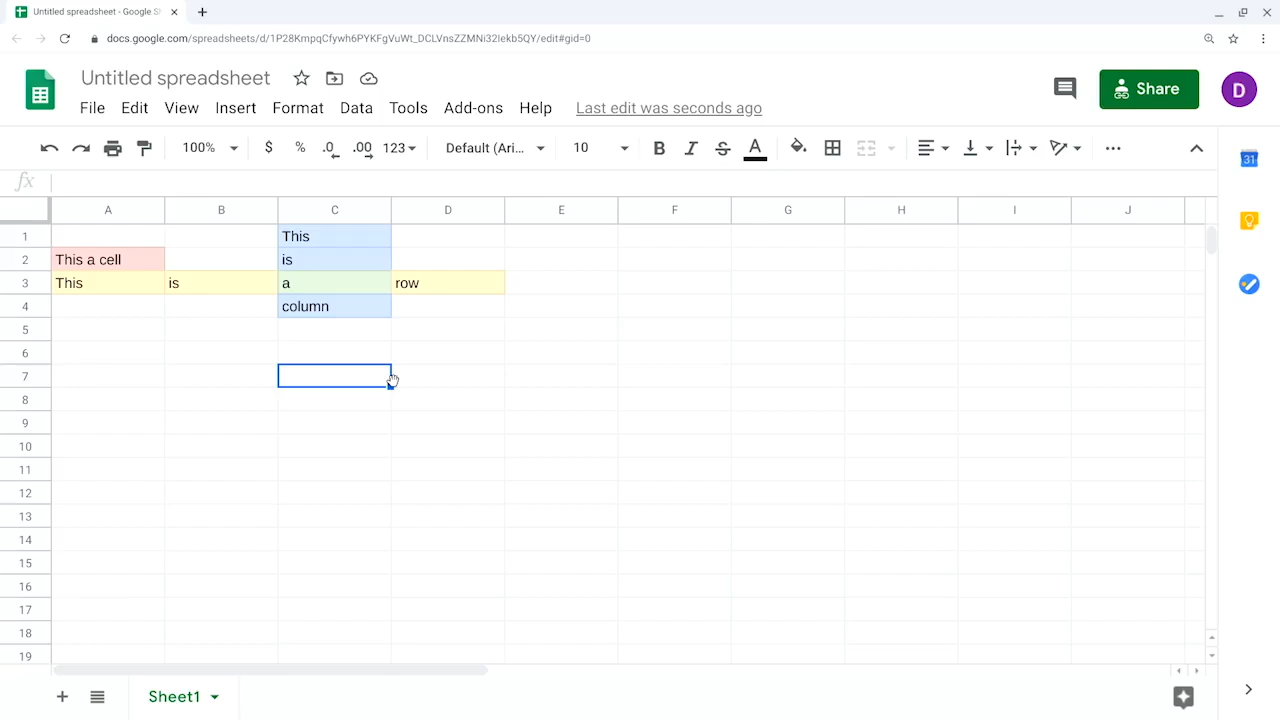 Untitled spreadsheet - Google S
docs.google.com/spreadsheets/d/1P28KmpqCfywh6PYKFgVuWt_DCLVnsZZMNi32Iekb5QY/edit#gid=0
Untitled spreadsheet
File Edit View Insert Format Data Tools Add-ons Help Last edit was seconds ago
Share
D
100% $ % .0 .00 123 Default (Ari... 10 B I S A
31
fx
A B C D E F G H I J
1 This
2 This a cell is
3 This is a row
4 column
5
6
7
8
9
10
11
12
13
14
15
16
17
18
19
Sheet1